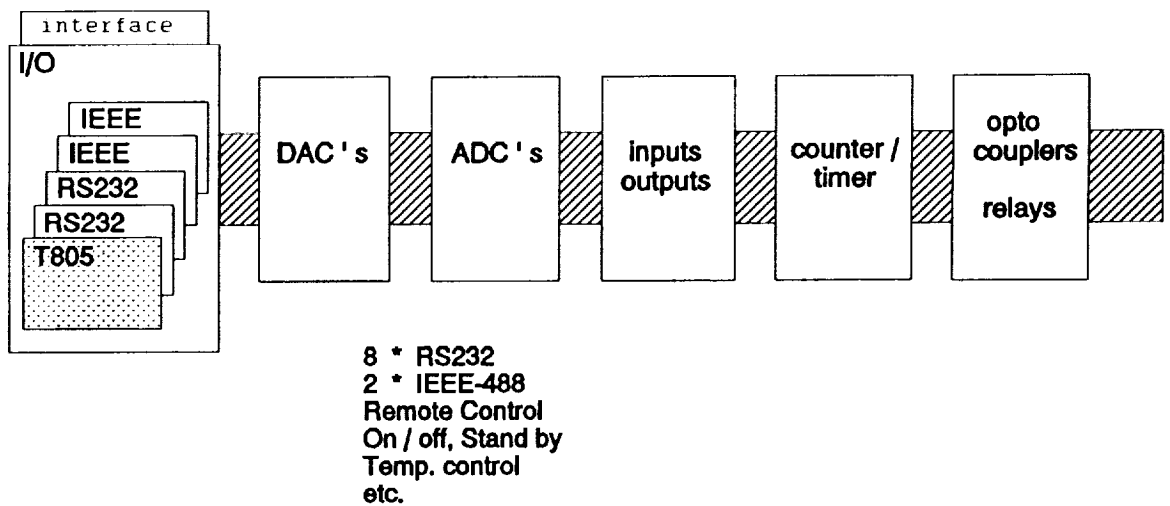 interface
I/O
IEEE
IEEE
RS232
RS232
T805
DAC ' s
ADC ' s
inputs
outputs
counter /
timer
opto
couplers
relays
8 * RS232
2 * IEEE-488
Remote Control
On / off, Stand by
Temp. control
etc.